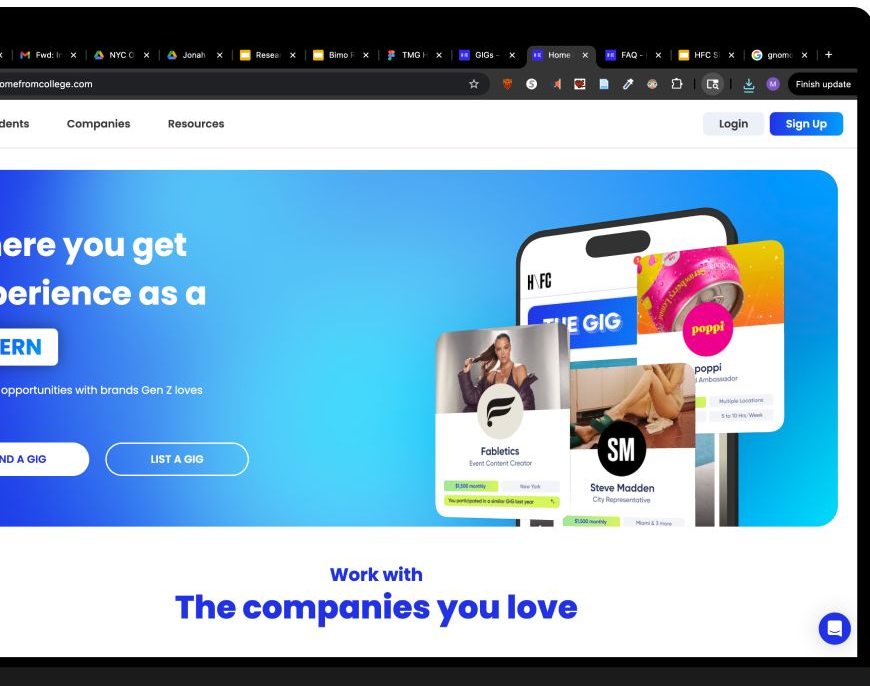 Fwd: I
NYC O
Jonah
Resea
Bimo F
TMG H
GIGs -
Home
FAQ -
HFC S
gnom
omefromcollege.com
S
M
Finish update
dents
Companies
Resources
Login
Sign Up
here you get
perience as a
ERN
opportunities with brands Gen Z loves
ND A GIG
LIST A GIG
H\FC
THE GIG
Strawberry Lemon
poppi
poppi
Ambassador
Multiple Locations
5 to 10 Hrs/Week
Fabletics
Event Content Creator
$1,500 monthly
New York
You participated in a similar GIG last year
SM
Steve Madden
City Representative
$1,500 monthly
Miami & 3 more
Work with
The companies you love